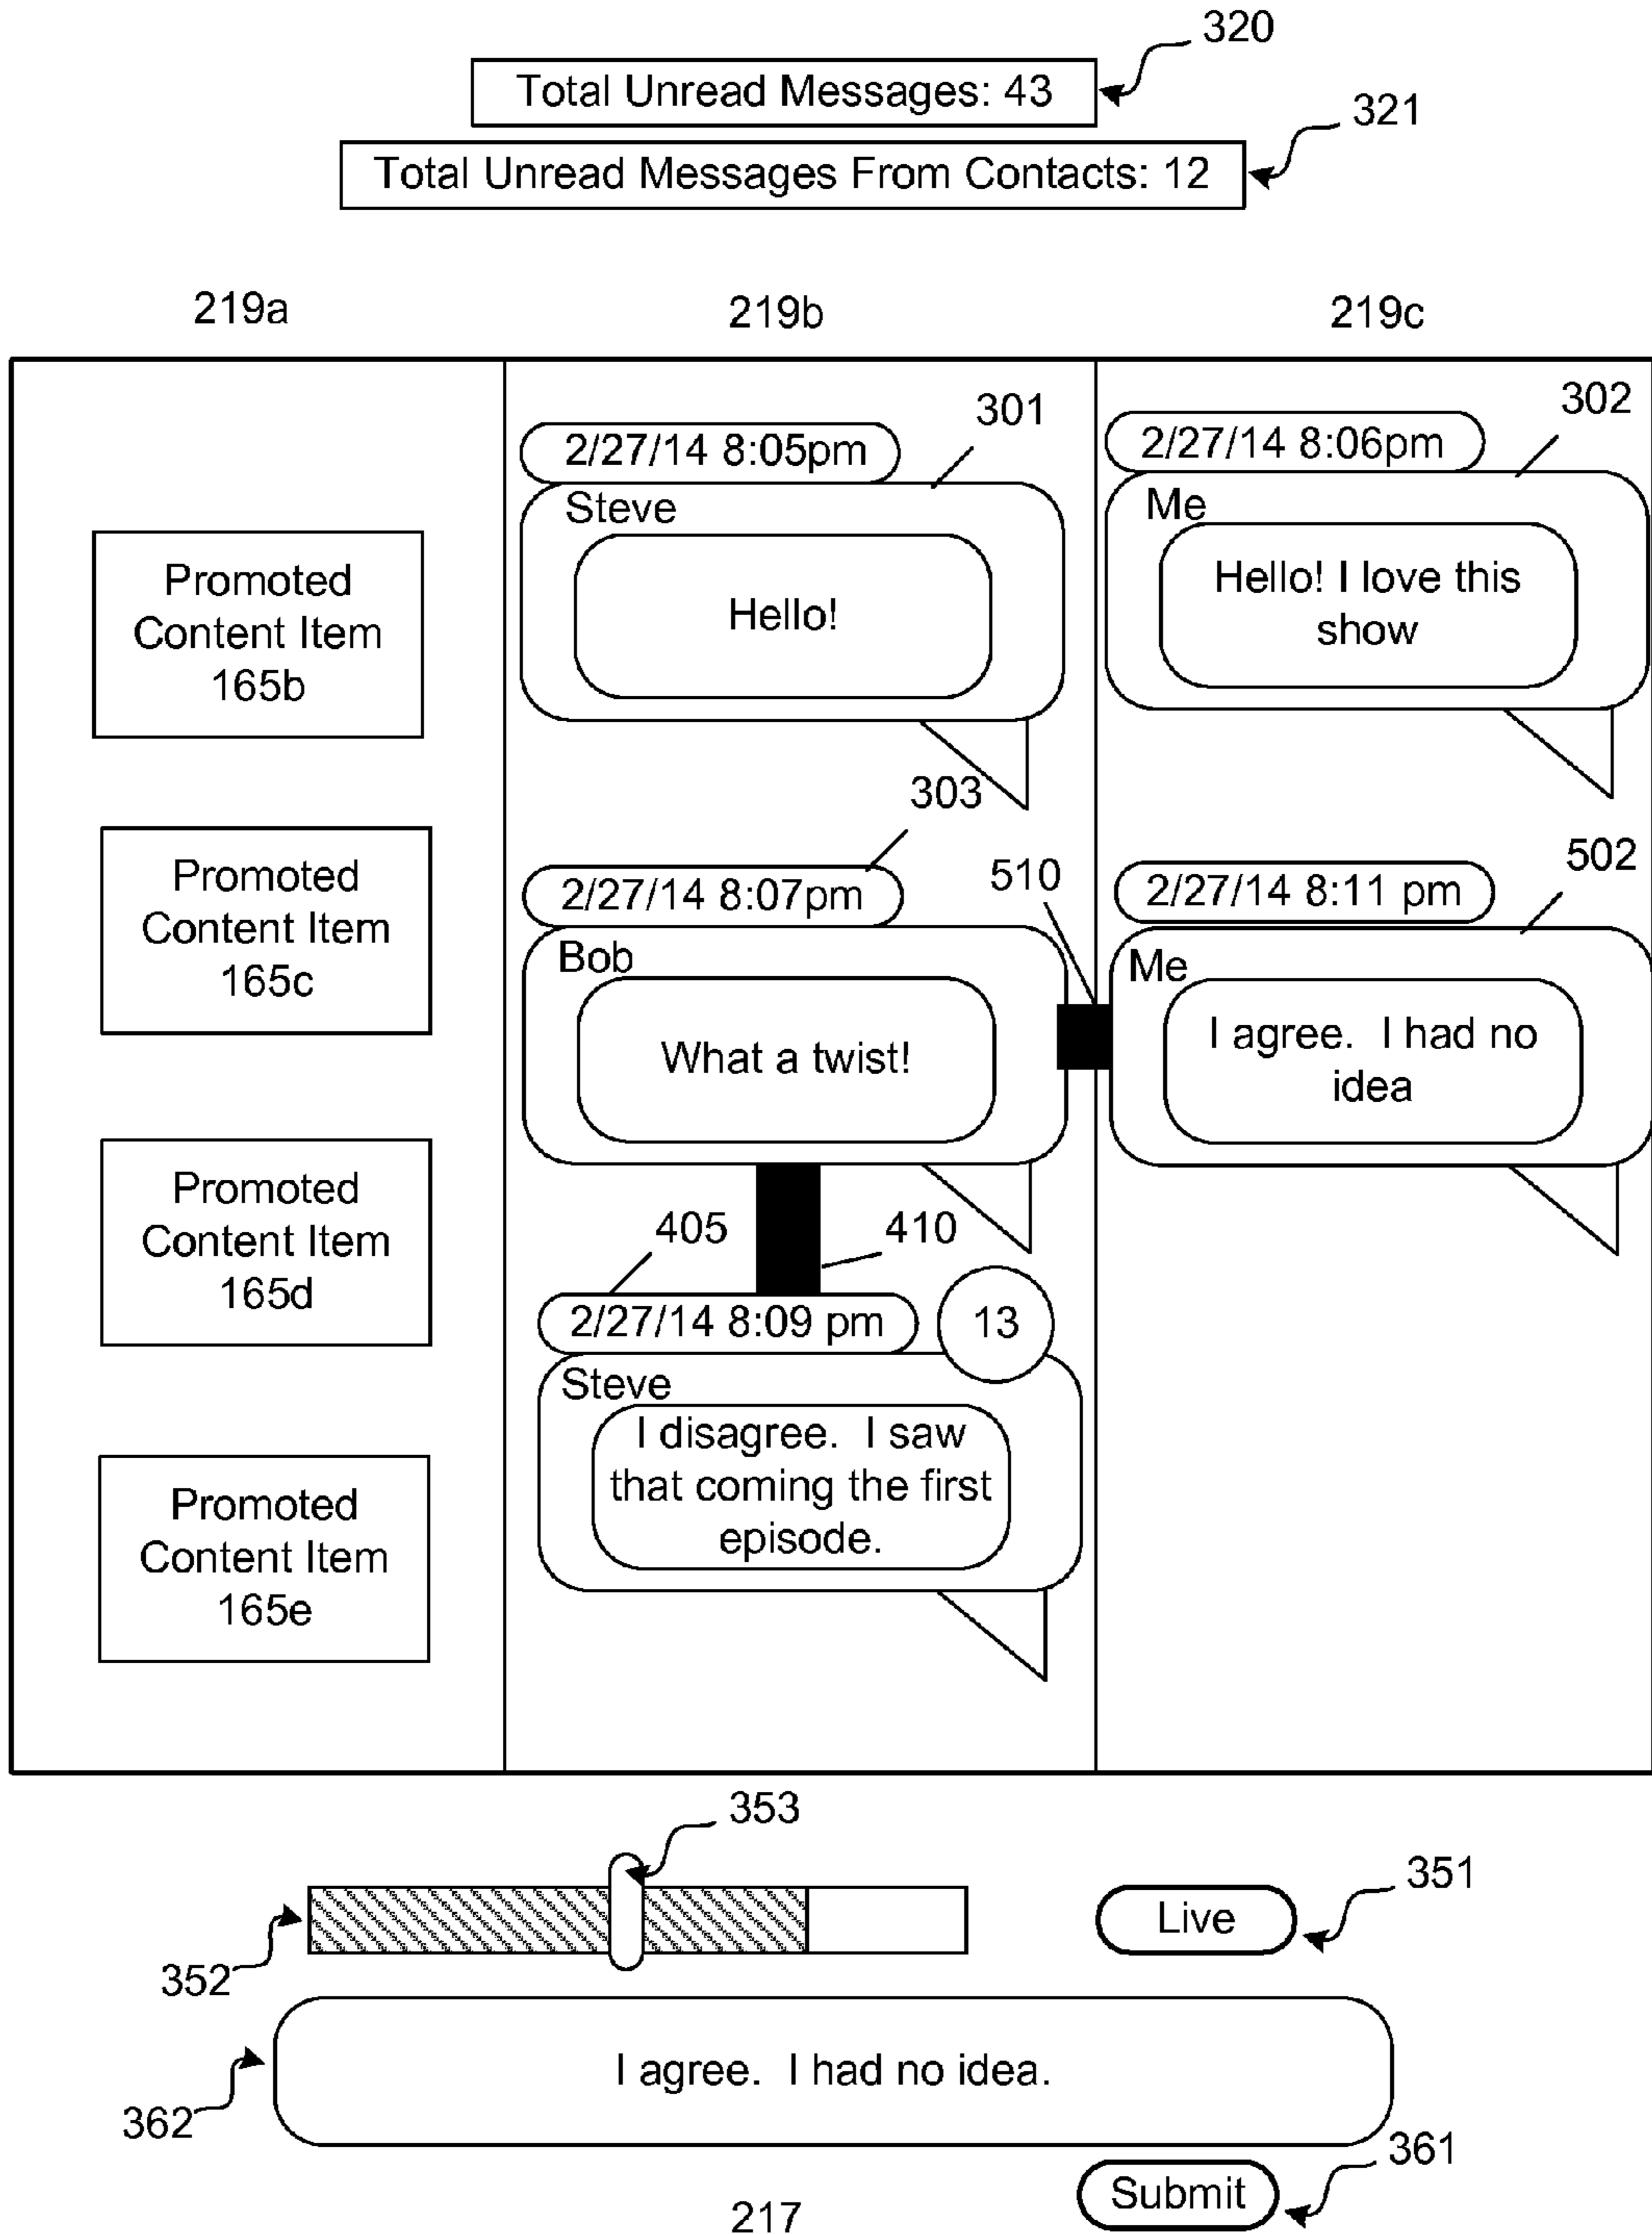 320
Total Unread Messages: 43
321
Total Unread Messages From Contacts: 12
219a
219b
219c
Promoted
Content Item
165b
Promoted
Content Item
165c
Promoted
Content Item
165d
Promoted
Content Item
165e
301
2/27/14 8:05pm
Steve
Hello!
303
2/27/14 8:07pm
510
Bob
What a twist!
405
410
2/27/14 8:09 pm
13
Steve
I disagree. I saw
that coming the first
episode.
302
2/27/14 8:06pm
Me
Hello! I love this
show
502
2/27/14 8:11 pm
Me
I agree. I had no
idea
353
352
Live
351
I agree. I had no idea.
362
Submit
361
217